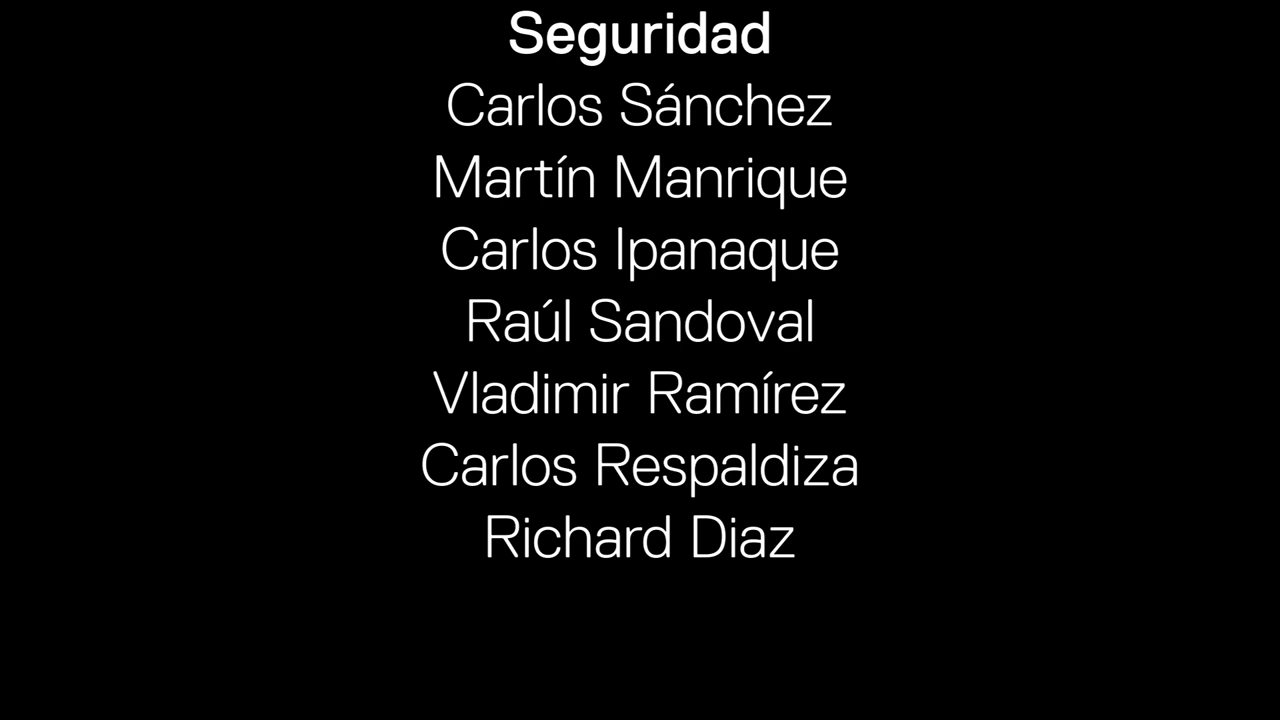 Seguridad
Carlos Sánchez
Martín Manrique
Carlos Ipanaque
Raúl Sandoval
Vladimir Ramírez
Carlos Respaldiza
Richard Diaz